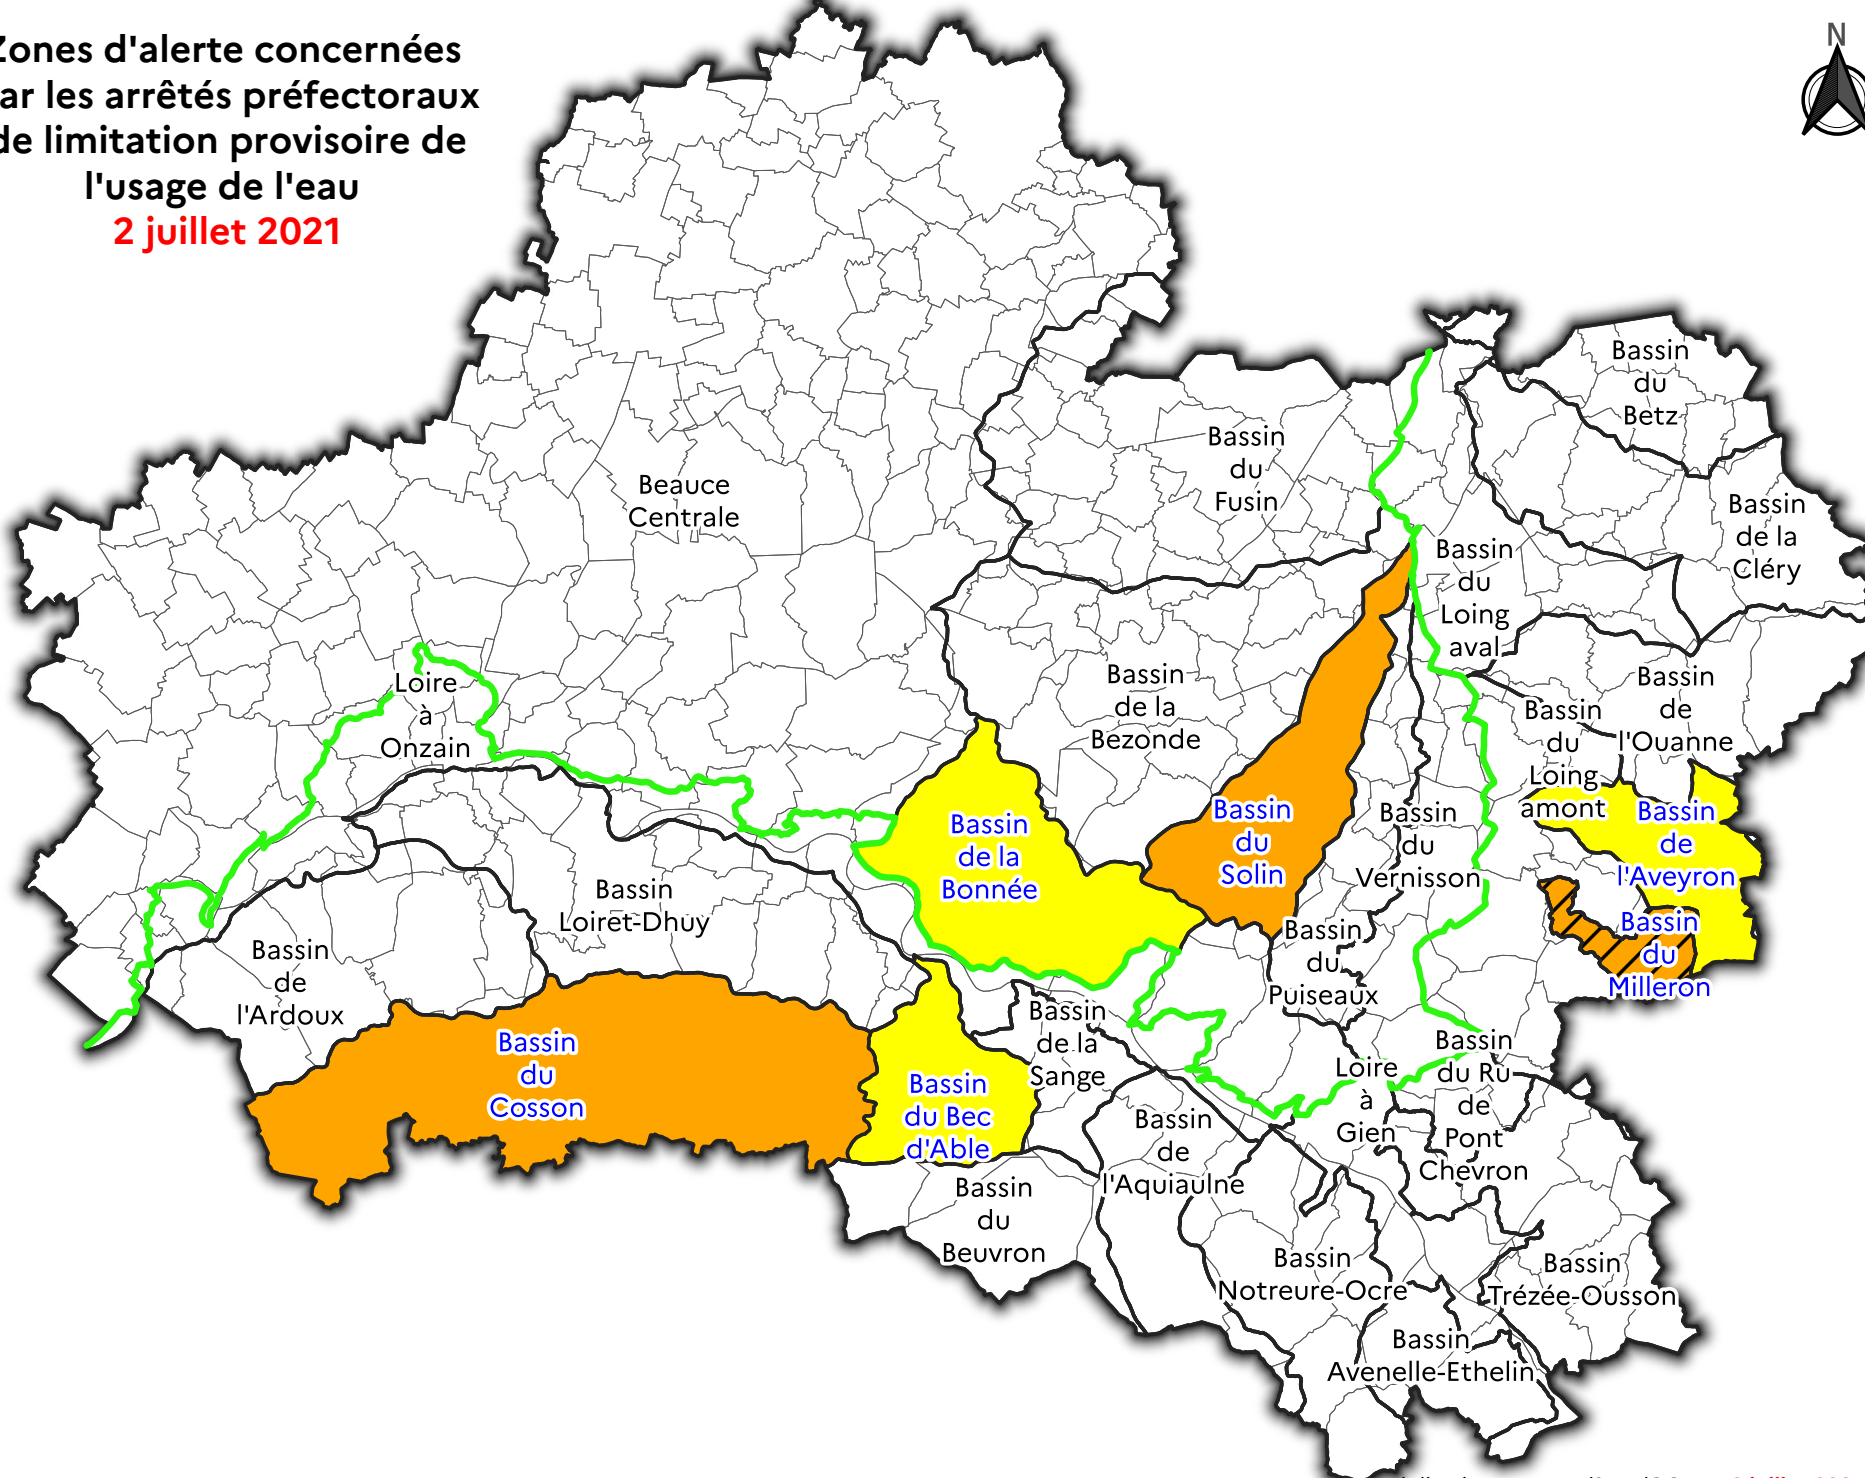 Zones d'alerte concernées
ar les arrêtés préfectoraux
de limitation provisoire de
l'usage de l'eau
2 juillet 2021
N
Bassin
du
Betz
Bassin
du
Fusin
Beauce
Centrale
Bassin
de la
Cléry
Bassin
du
Loing
aval
Bassin
de la
Bezonde
Bassin
de
l'Ouanne
Loire
à
Onzain
Bassin
du
Loing
amont
Bassin
du
Solin
Bassin
de
l'Aveyron
Bassin
du
Vernisson
Bassin
de la
Bonnée
Bassin
Loiret-Dhuy
Bassin
du
Milleron
Bassin
du
Puiseaux
Bassin
de
l'Ardoux
Bassin
de la
Sange
Bassin
du
Cosson
Bassin
du Ru
de
Pont
Chevron
Loire
à
Gien
Bassin
du Bec
d'Able
Bassin
de
l'Aquiaulne
Bassin
du
Beuvron
Bassin
Notreure-Ocre
Bassin
Trézée-Ousson
Bassin
Avenelle-Ethelin